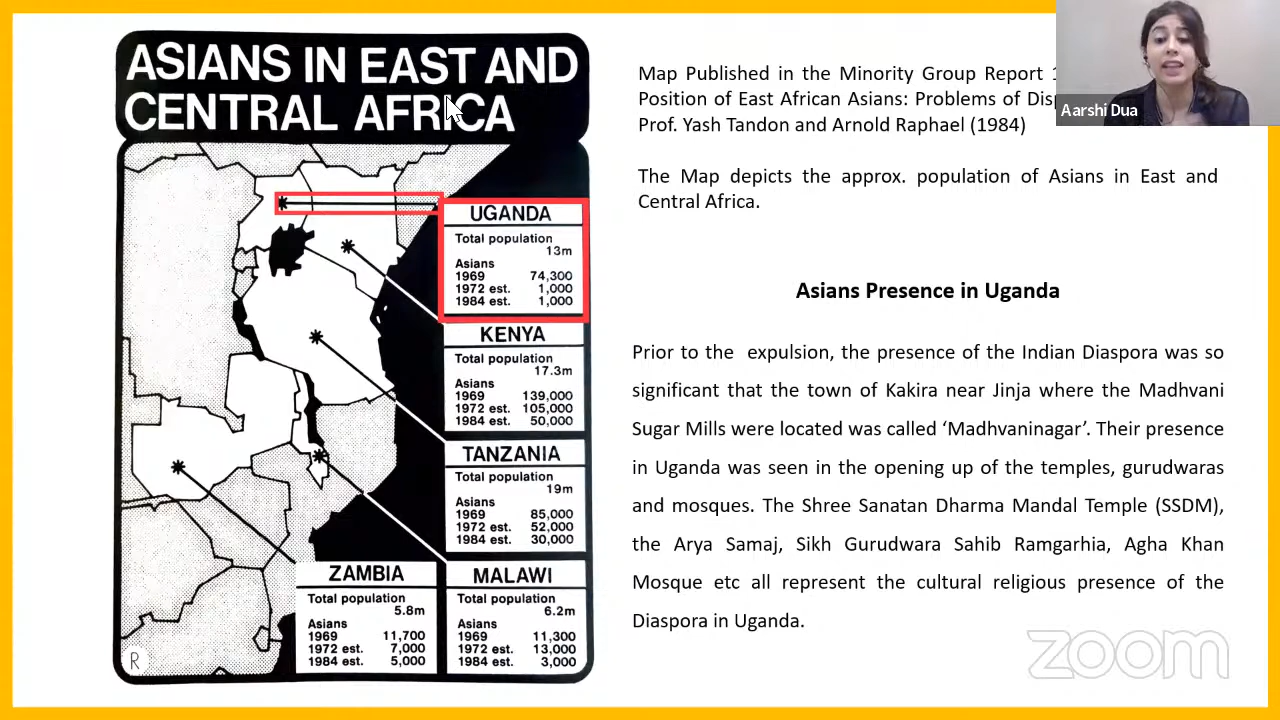 ASIANS IN EAST AND
CENTRAL AFRICA
UGANDA
Total population
13m
Asians
1969 74,300
1972 est. 1,000
1984 est. 1,000
KENYA
Total population
17.3m
Asians
1969 139,000
1972 est. 105,000
1984 est. 50,000
TANZANIA
Total population
19m
Asians
1969 85,000
1972 est. 52,000
1984 est. 30,000
ZAMBIA
Total population
5.8m
Asians
1969 11,700
1972 est. 7,000
1984 est. 5,000
MALAWI
Total population
6.2m
Asians
1969 11,300
1972 est. 13,000
1984 est. 3,000
R
Map Published in the Minority Group Report
Position of East African Asians: Problems of
Prof. Yash Tandon and Arnold Raphael (1984)
The Map depicts the approx. population of Asians in East and
Central Africa.
Asians Presence in Uganda
Prior to the expulsion, the presence of the Indian Diaspora was so
significant that the town of Kakira near Jinja where the Madhvani
Sugar Mills were located was called ‘Madhvaninagar’. Their presence
in Uganda was seen in the opening up of the temples, gurudwaras
and mosques. The Shree Sanatan Dharma Mandal Temple (SSDM),
the Arya Samaj, Sikh Gurudwara Sahib Ramgarhia, Agha Khan
Mosque etc all represent the cultural religious presence of the
Diaspora in Uganda.
Aarshi Dua
zoom